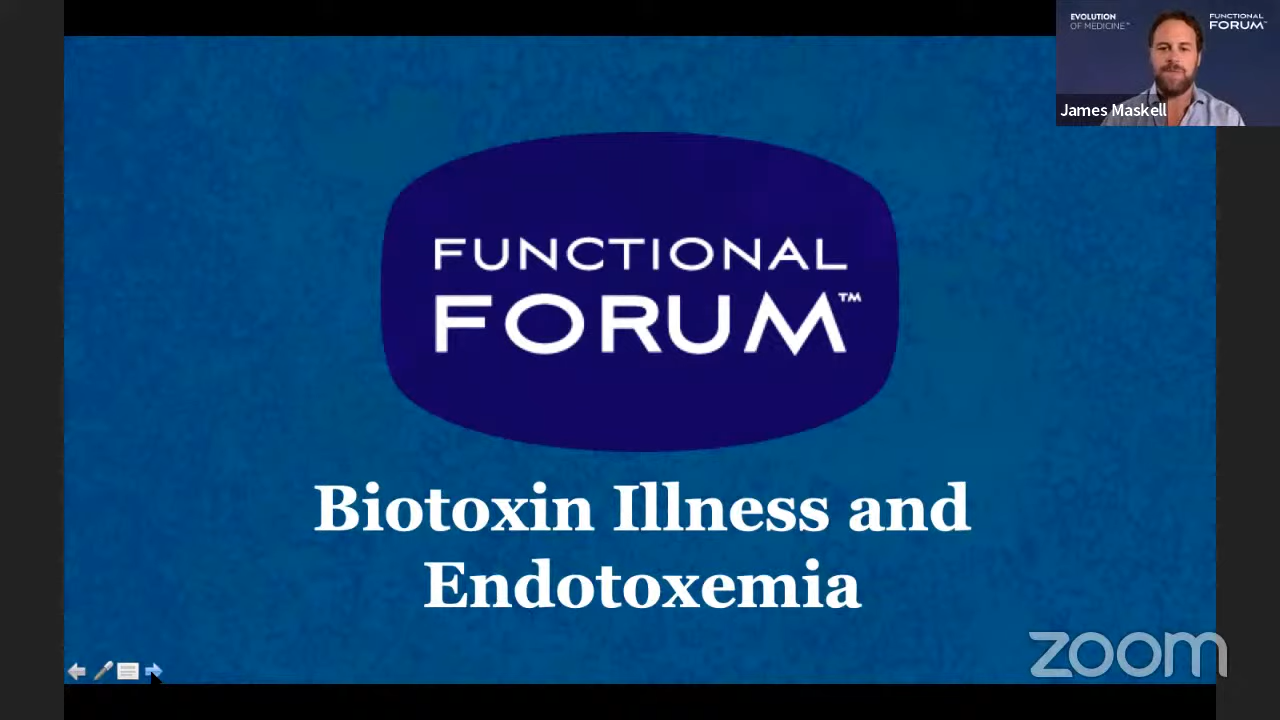 EVOLUTION
OF MEDICINE™
FUNCTIONAL
FORUM™
James Maskell
FUNCTIONAL
FORUM™
Biotoxin Illness and
Endotoxemia
zoom